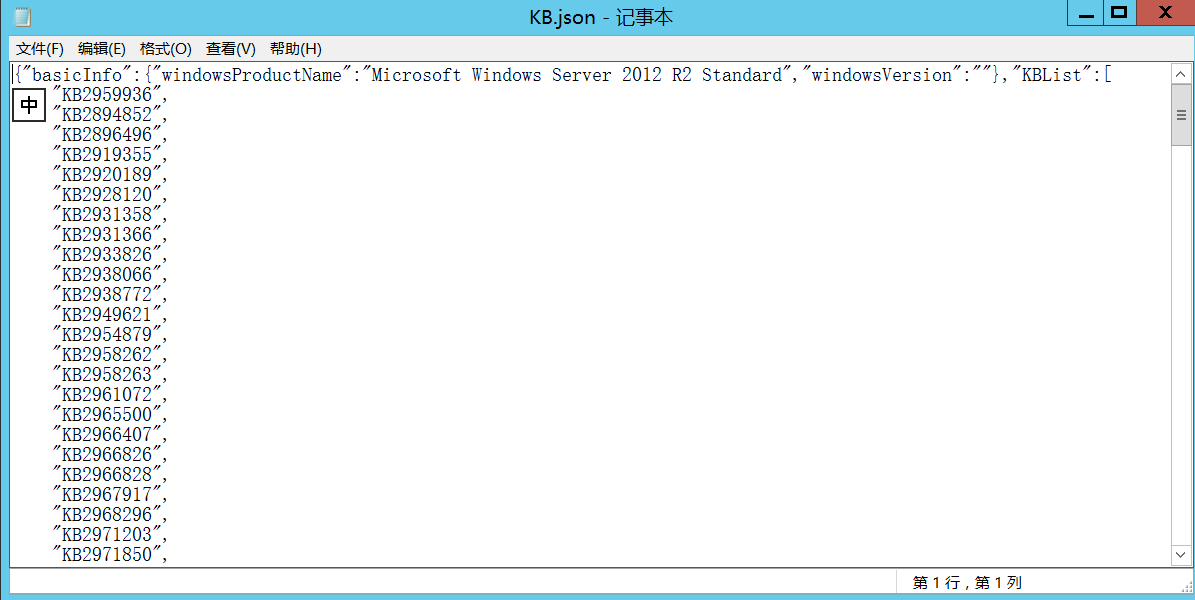 KB.json - 记事本
文件(F) 编辑(E) 格式(O) 查看(V) 帮助(H)
{"basicInfo":{"windowsProductName":"Microsoft Windows Server 2012 R2 Standard","windowsVersion":""},"KBList":[
中
"KB2959936",
"KB2894852",
"KB2896496",
"KB2919355",
"KB2920189",
"KB2928120",
"KB2931358",
"KB2931366",
"KB2933826",
"KB2938066",
"KB2938772",
"KB2949621",
"KB2954879",
"KB2958262",
"KB2958263",
"KB2961072",
"KB2965500",
"KB2966407",
"KB2966826",
"KB2966828",
"KB2967917",
"KB2968296",
"KB2971203",
"KB2971850",
第 1 行，第 1 列